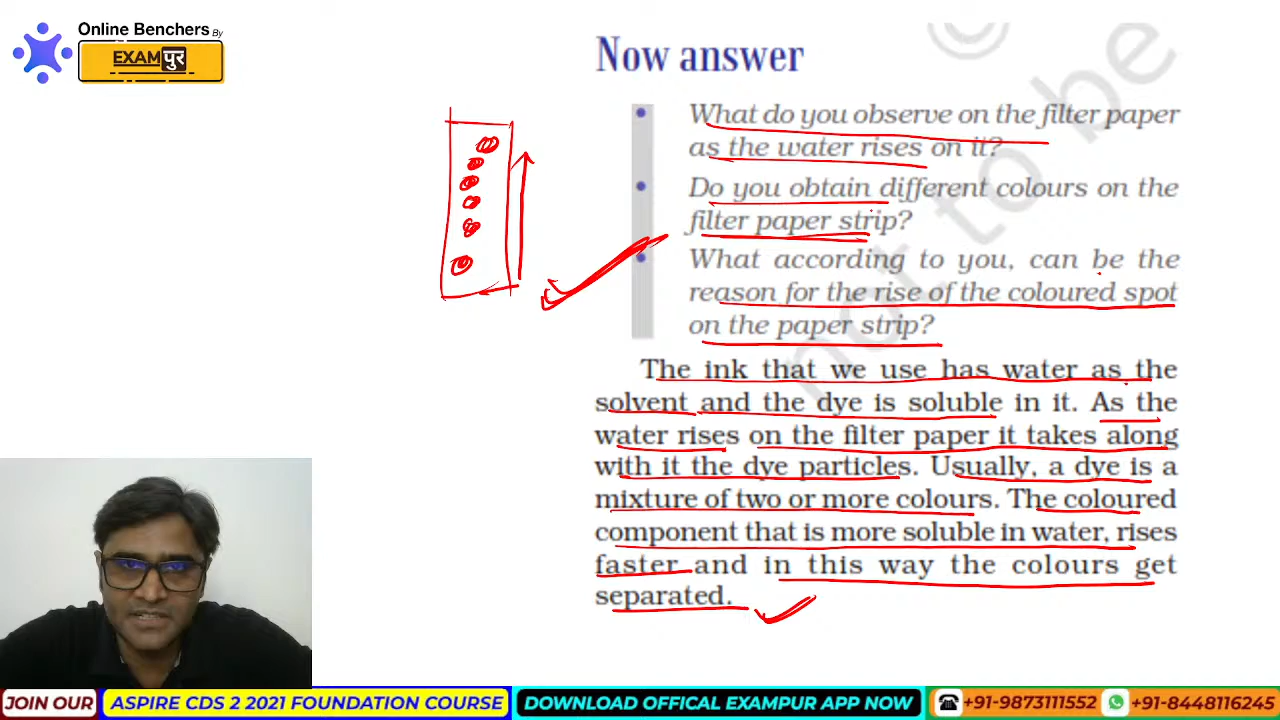 Online Benchers By
EXAMपुर
Now answer
What do you observe on the filter paper
as the water rises on it?
Do you obtain different colours on the
filter paper strip?
What according to you, can be the
reason for the rise of the coloured spot
on the paper strip?
The ink that we use has water as the
solvent and the dye is soluble in it. As the
water rises on the filter paper it takes along
with it the dye particles. Usually, a dye is a
mixture of two or more colours. The coloured
component that is more soluble in water, rises
faster and in this way the colours get
separated.
©
not to be
JOIN OUR ASPIRE CDS 2 2021 FOUNDATION COURSE DOWNLOAD OFFICAL EXAMPUR APP NOW +91-9873111552 +91-8448116245